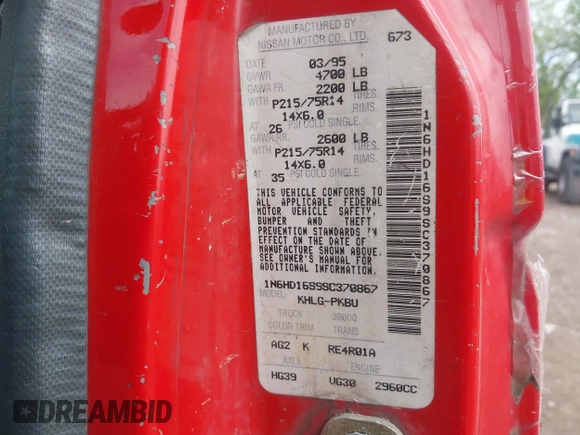 MANUFACTURED BY
NISSAN MOTOR CO., LTD. 673
DATE 03/95
GVWR 4700 LB
GAWR FR. 2200 LB
WITH P215/75R14 TIRES.
14X6.0 RIMS.
AT 26 PSI COLD SINGLE.
GAWR RR. 2600 LB
WITH P215/75R14 TIRES.
14X6.0 RIMS.
AT 35 PSI COLD SINGLE.
THIS VEHICLE CONFORMS TO
ALL APPLICABLE FEDERAL
MOTOR VEHICLE SAFETY,
BUMPER AND THEFT
PREVENTION STANDARDS IN
EFFECT ON THE DATE OF
MANUFACTURE SHOWN ABOVE.
SEE OWNER'S MANUAL FOR
ADDITIONAL INFORMATION
1N6HD16S9SC370867
MODEL:
KHLG-PKBU
TRUCK 38000
COLOR TRIM TRANS
AG2 K RE4R01A
AXLE ENGINE
HG39 VG30 2960CC
1N6HD16S9SC370867
DREAMBID